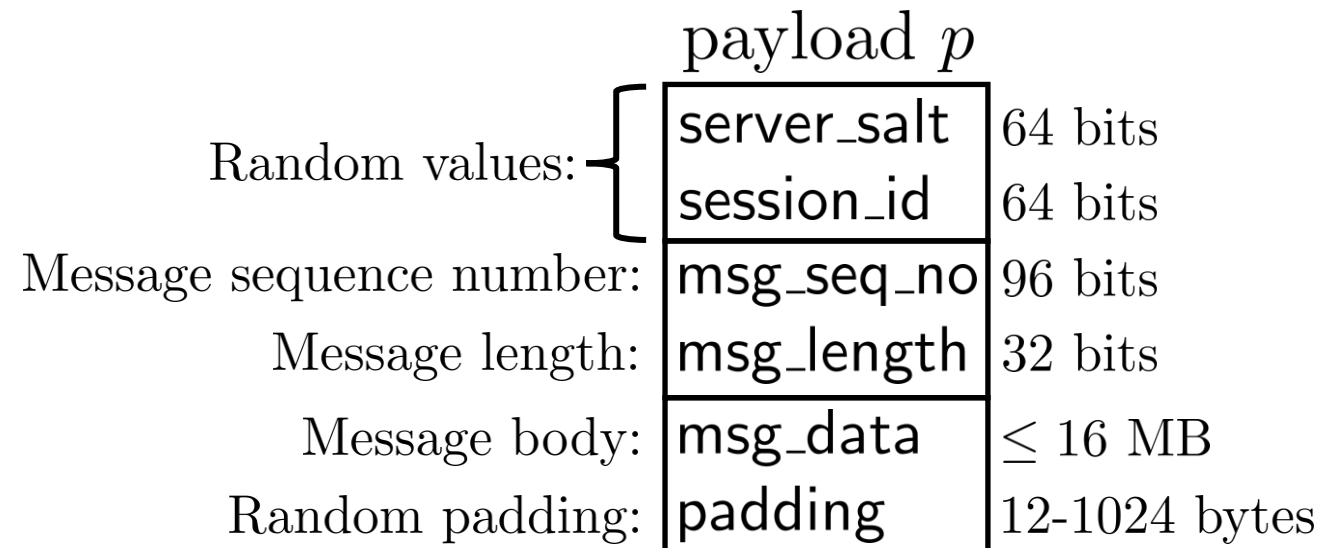 payload p
server_salt 64 bits
Random values:
session_id 64 bits
Message sequence number: msg_seq_no 96 bits
Message length: msg_length 32 bits
Message body: msg_data ≤ 16 MB
Random padding: padding 12-1024 bytes